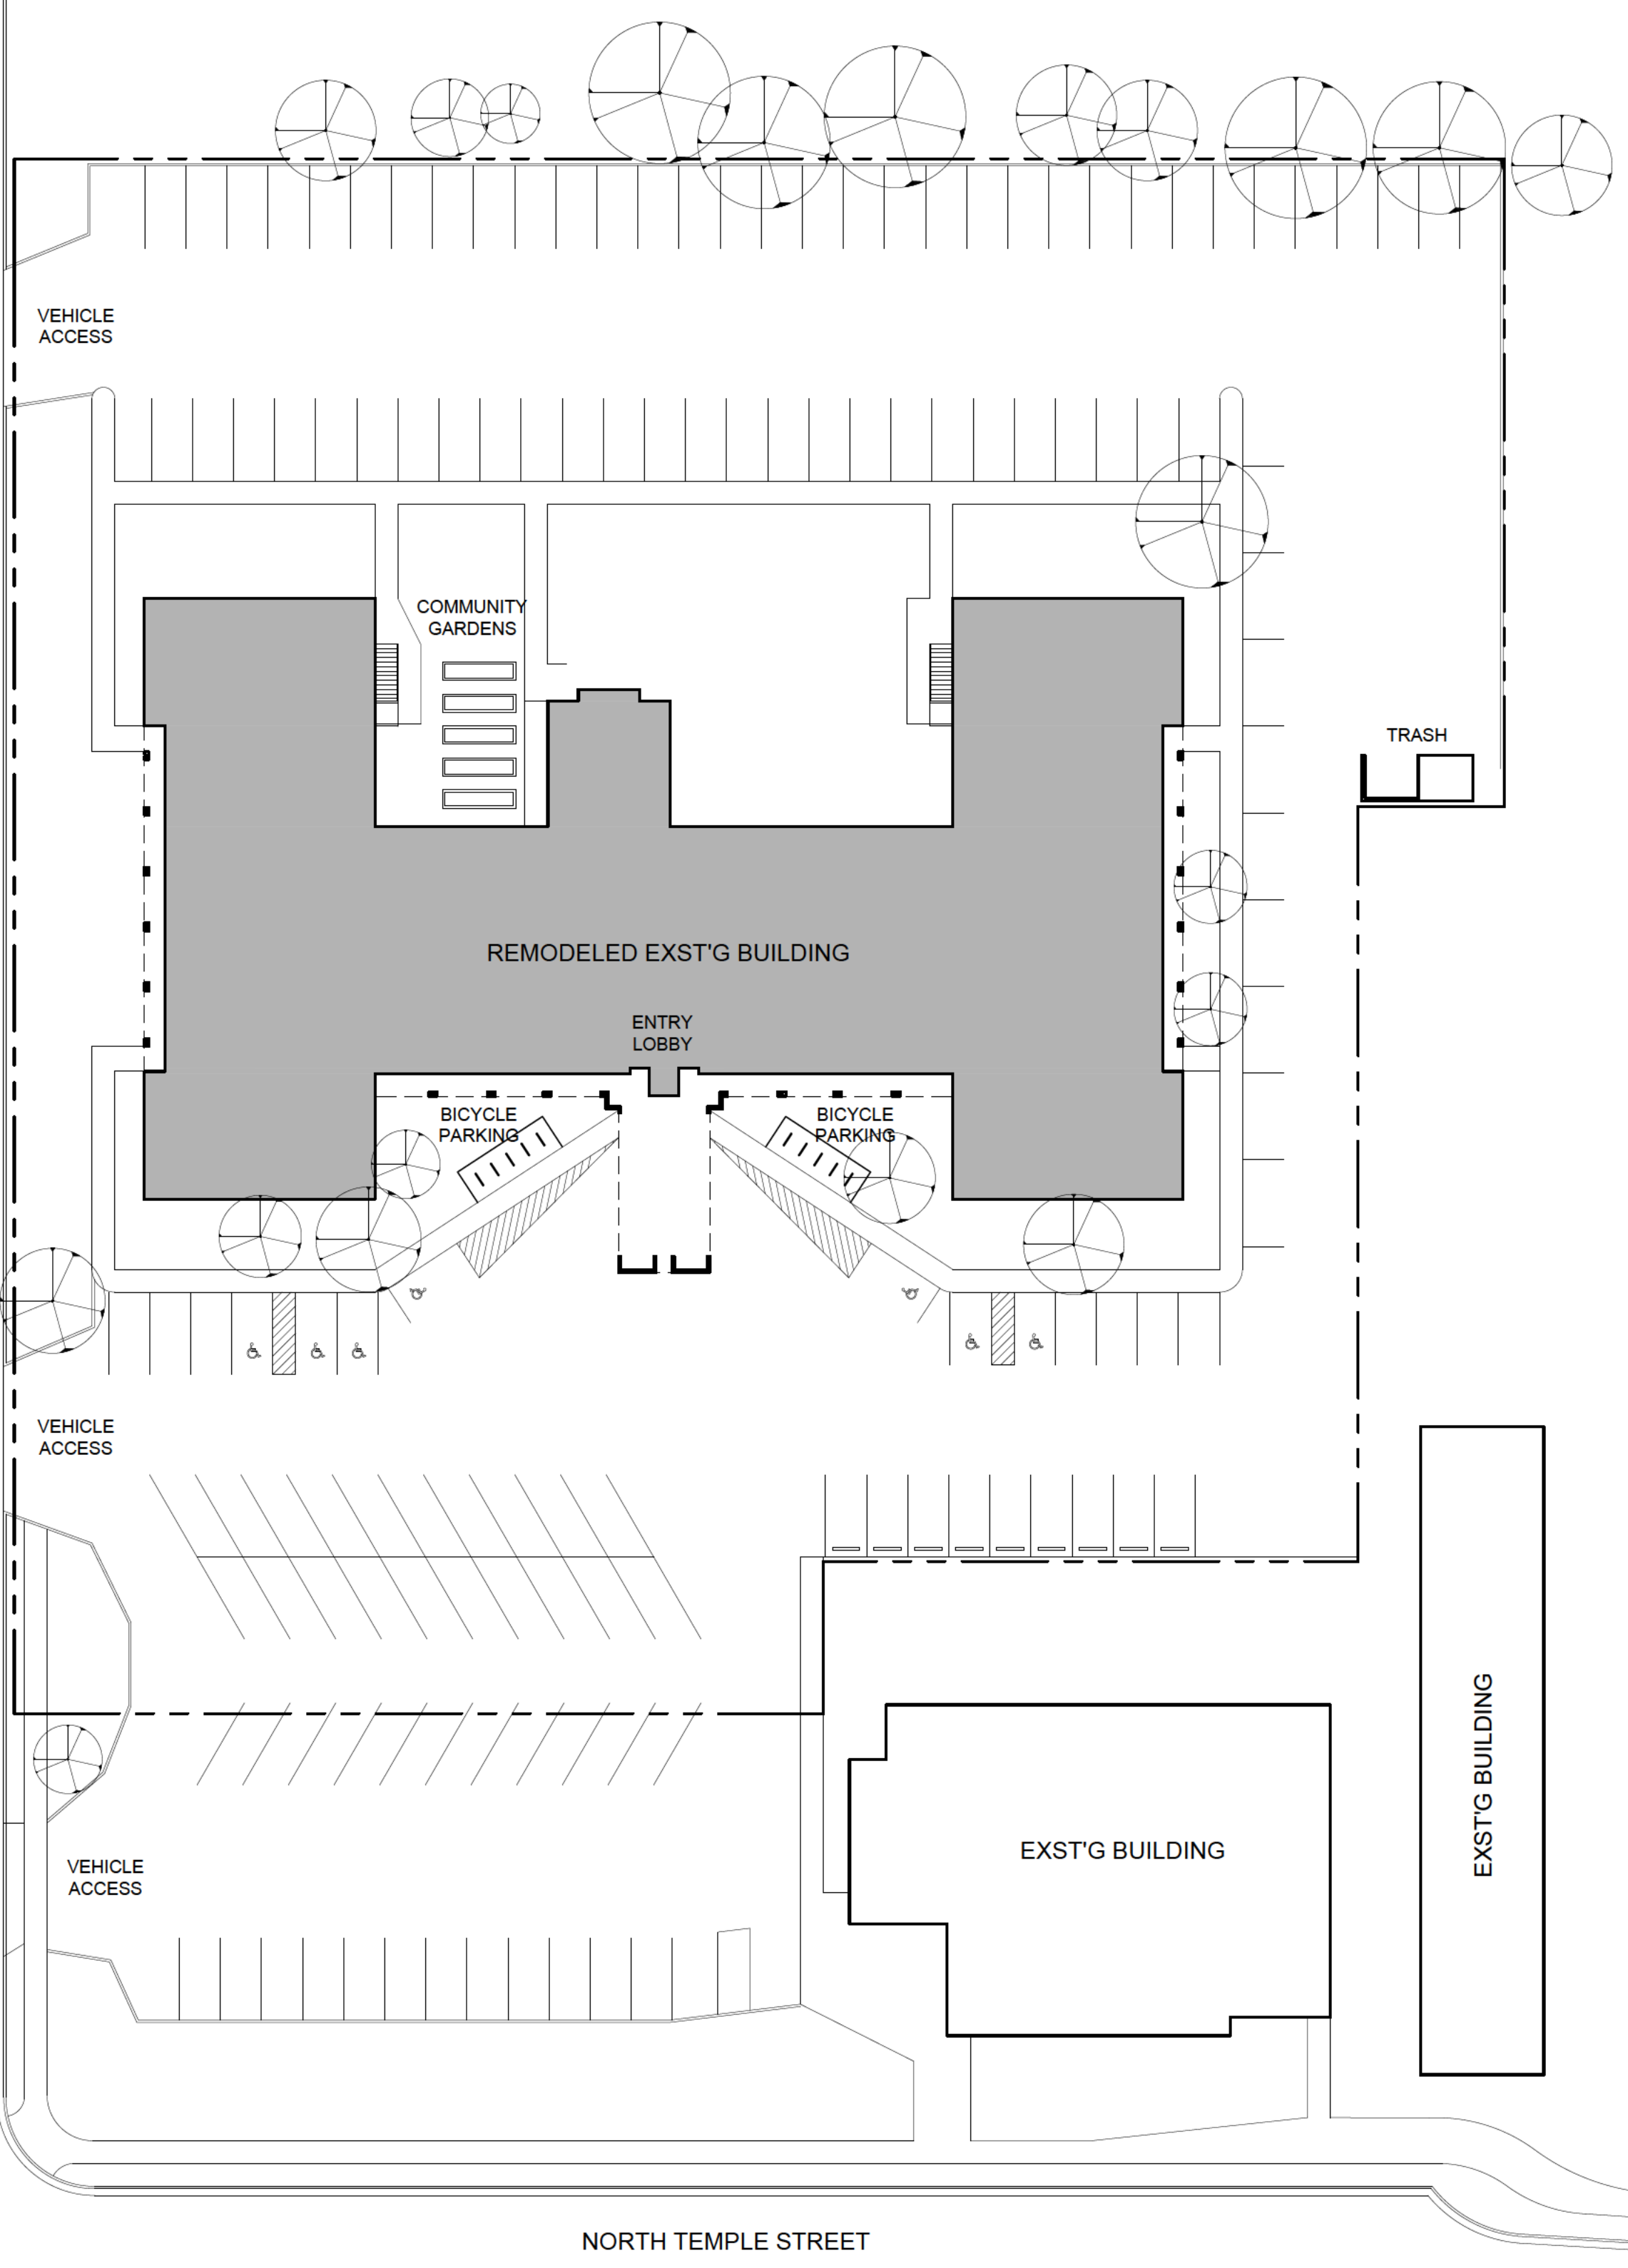 VEHICLE
ACCESS
COMMUNITY
GARDENS
TRASH
REMODELED EXST'G BUILDING
ENTRY
LOBBY
BICYCLE
PARKING
BICYCLE
PARKING
VEHICLE
ACCESS
EXST'G BUILDING
EXST'G BUILDING
VEHICLE
ACCESS
NORTH TEMPLE STREET